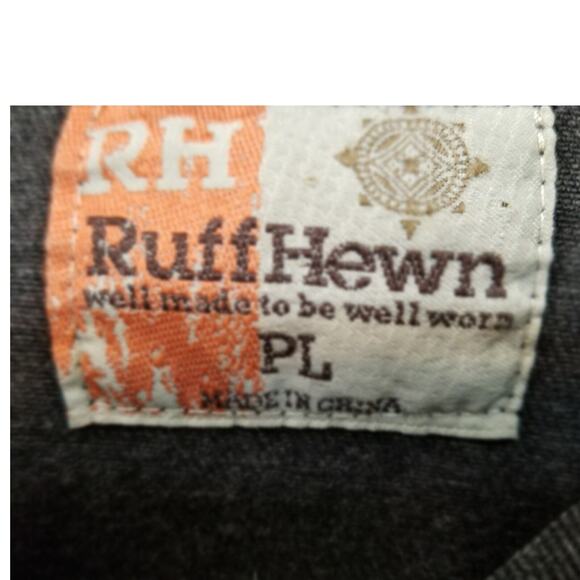 RH
RuffHewn
well made to be well worn
PL
MADE IN CHINA